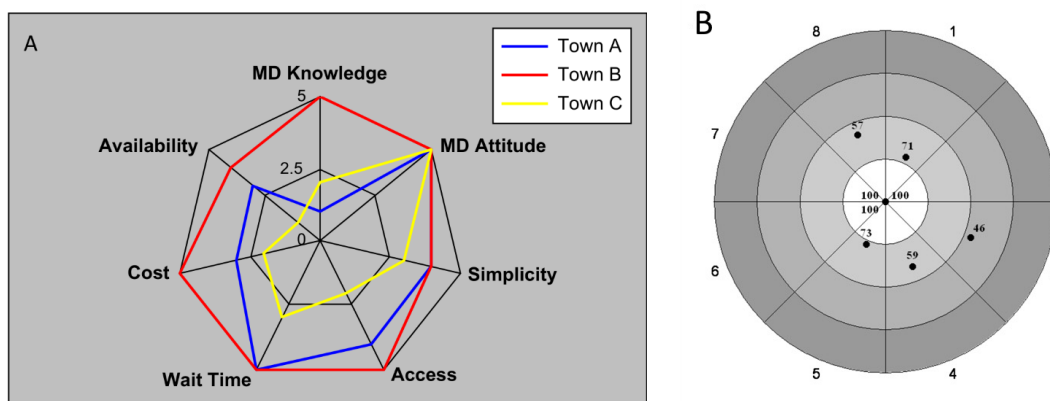 A
Town A
Town B
Town C
MD Knowledge
5
Availability
MD Attitude
2.5
0
Cost
Simplicity
Wait Time
Access
B
8
1
57
71
7
100
100
100
46
73
59
6
5
4